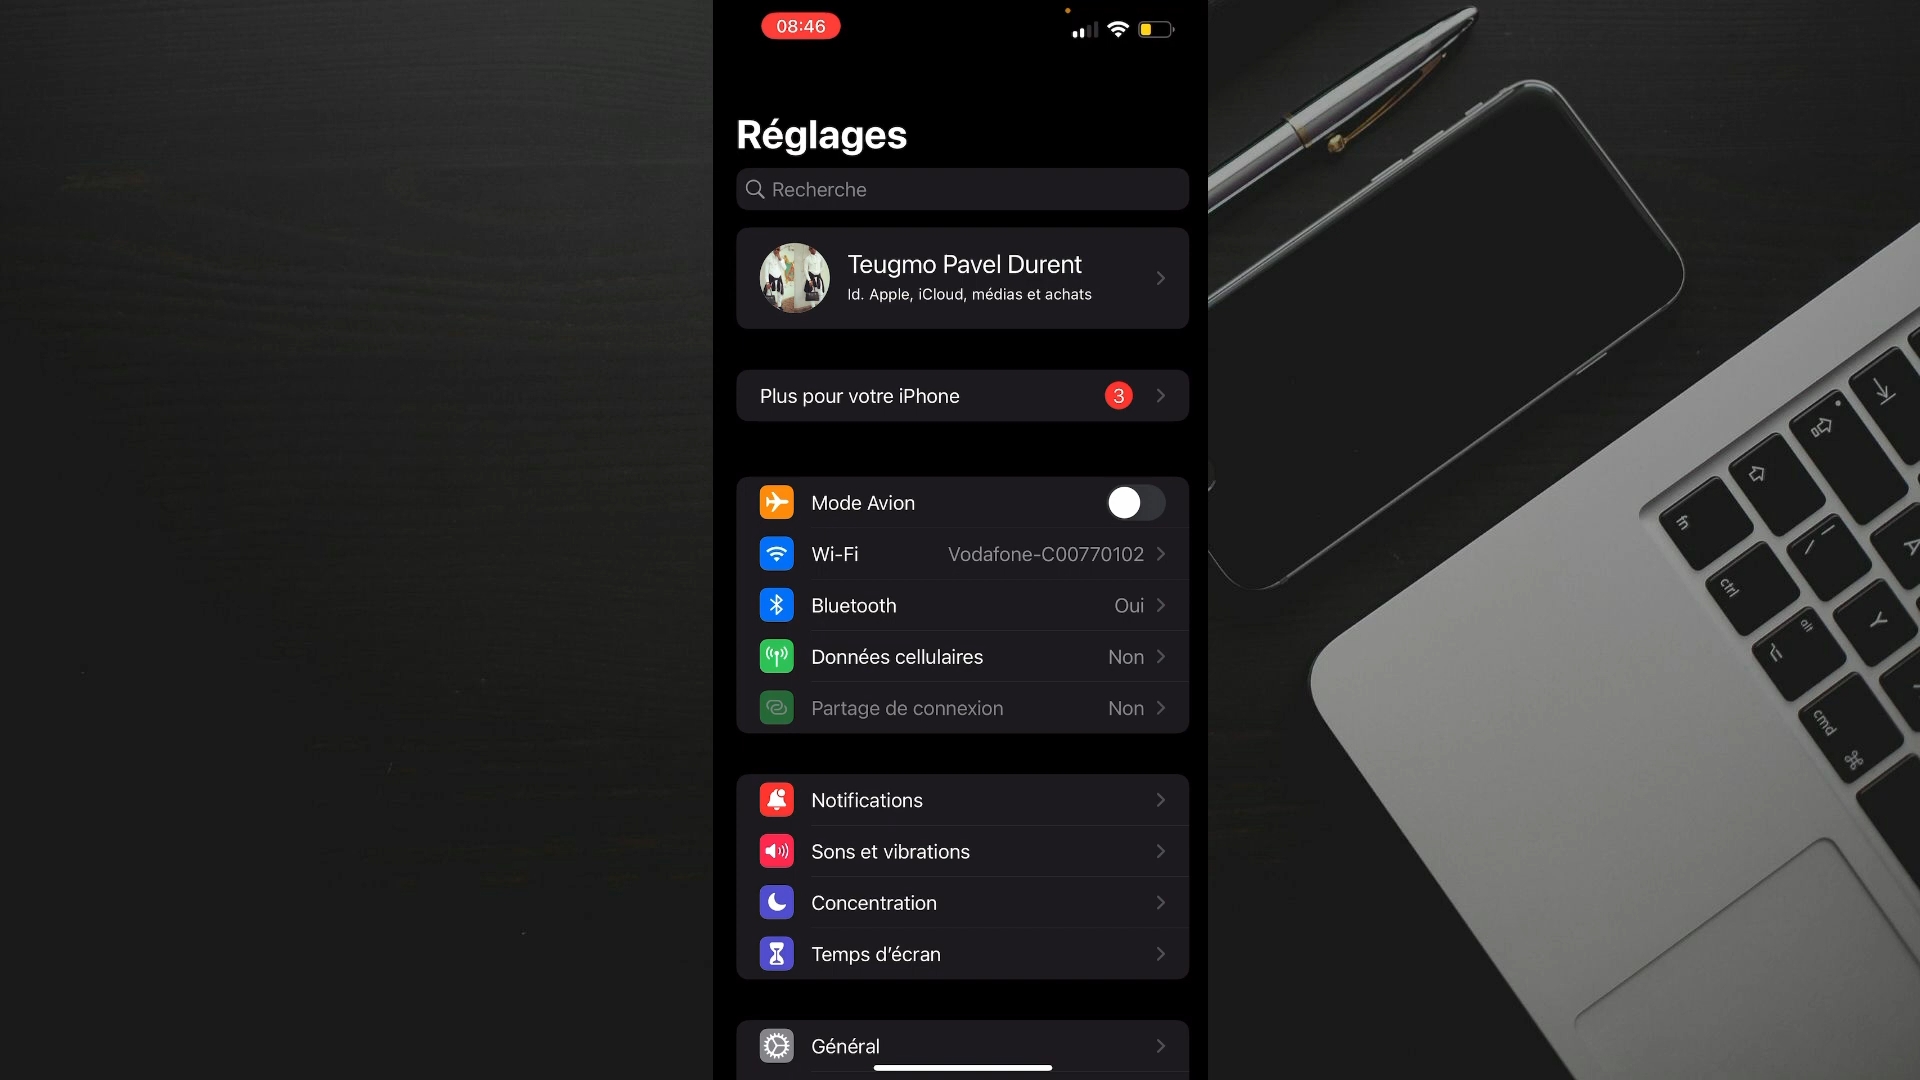 08:46
Réglages
Recherche
Teugmo Pavel Durent
Id. Apple, iCloud, médias et achats
Plus pour votre iPhone
3
Mode Avion
Wi-Fi Vodafone-C00770102
Bluetooth Oui
Données cellulaires Non
Partage de connexion Non
Notifications
Sons et vibrations
Concentration
Temps d'écran
Général
fn
ctrl
alt
cmd
⌘
Y
A